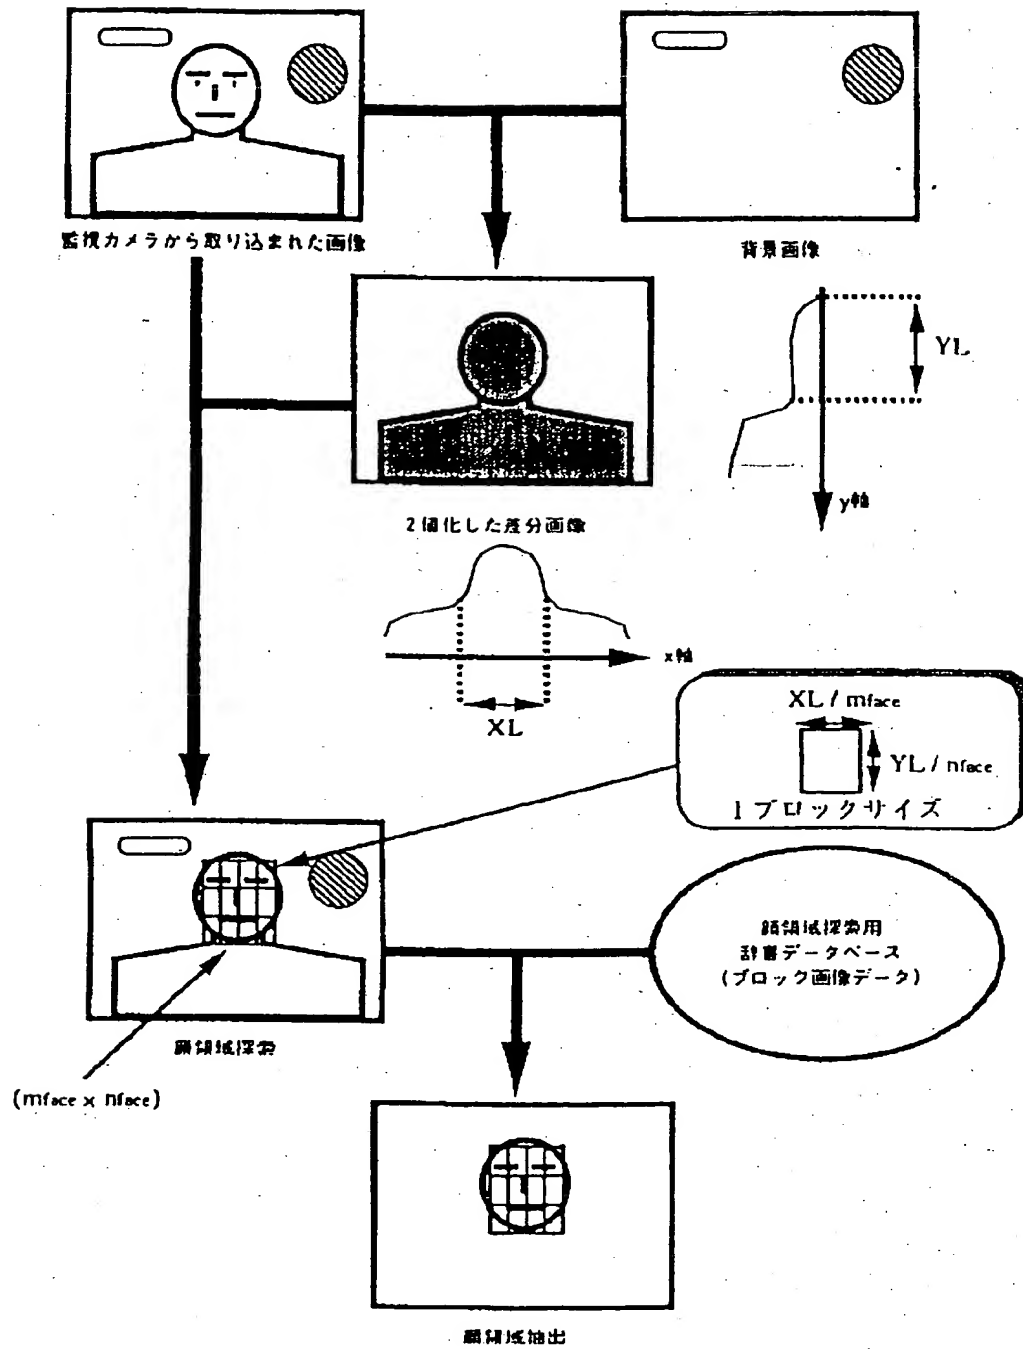 監視カメラから取り込まれた画像
背景画像
YL
y軸
2値化した差分画像
x軸
XL
XL / mface
YL / nface
1ブロックサイズ
顔領域探索用
辞書データベース
(ブロック画像データ)
顔領域探索
(mface x nface)
顔領域抽出